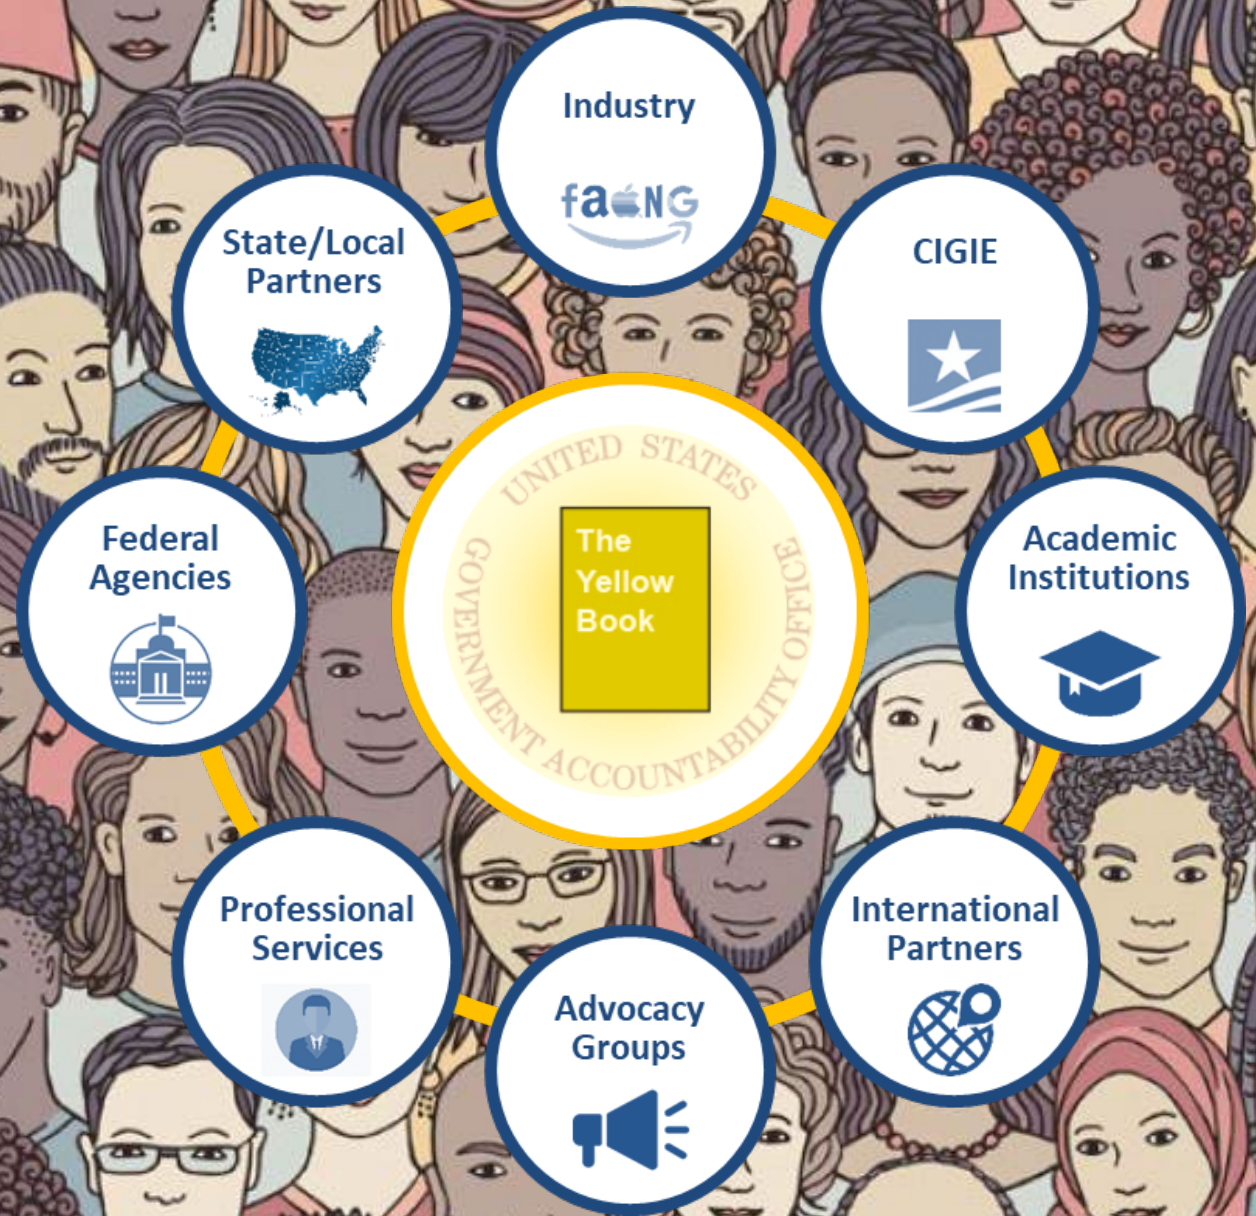 Industry
faANG
CIGIE
State/Local
Partners
UNITED STATES
GOVERNMENT ACCOUNTABILITY OFFICE
The
Yellow
Book
Federal
Agencies
Academic
Institutions
Professional
Services
International
Partners
Advocacy
Groups